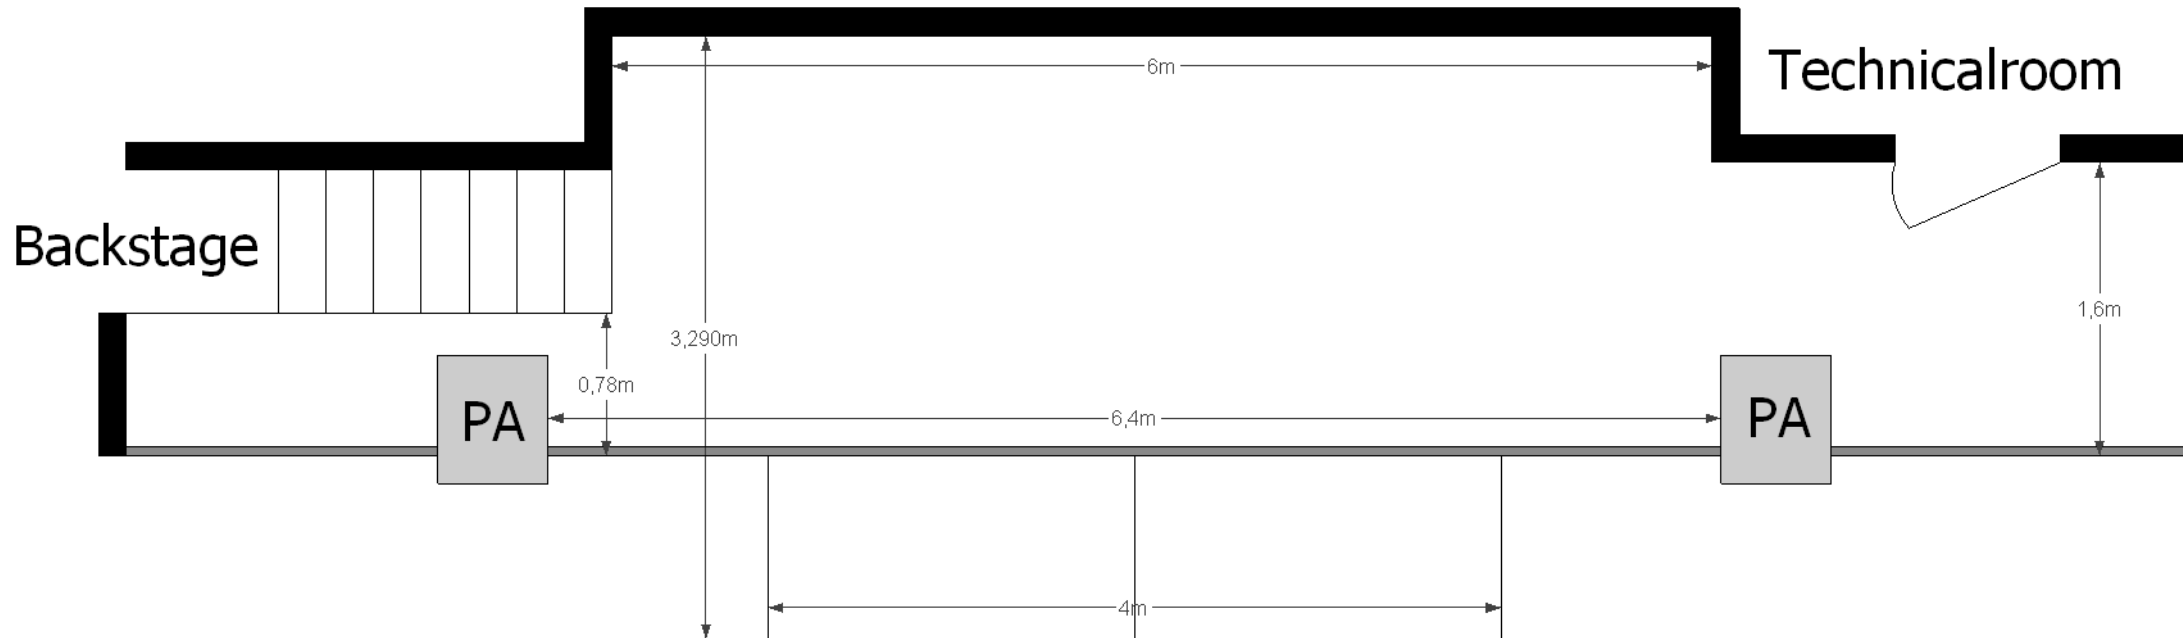 6m
Technicalroom
Backstage
1,6m
3,290m
0,78m
PA
6,4m
PA
4m